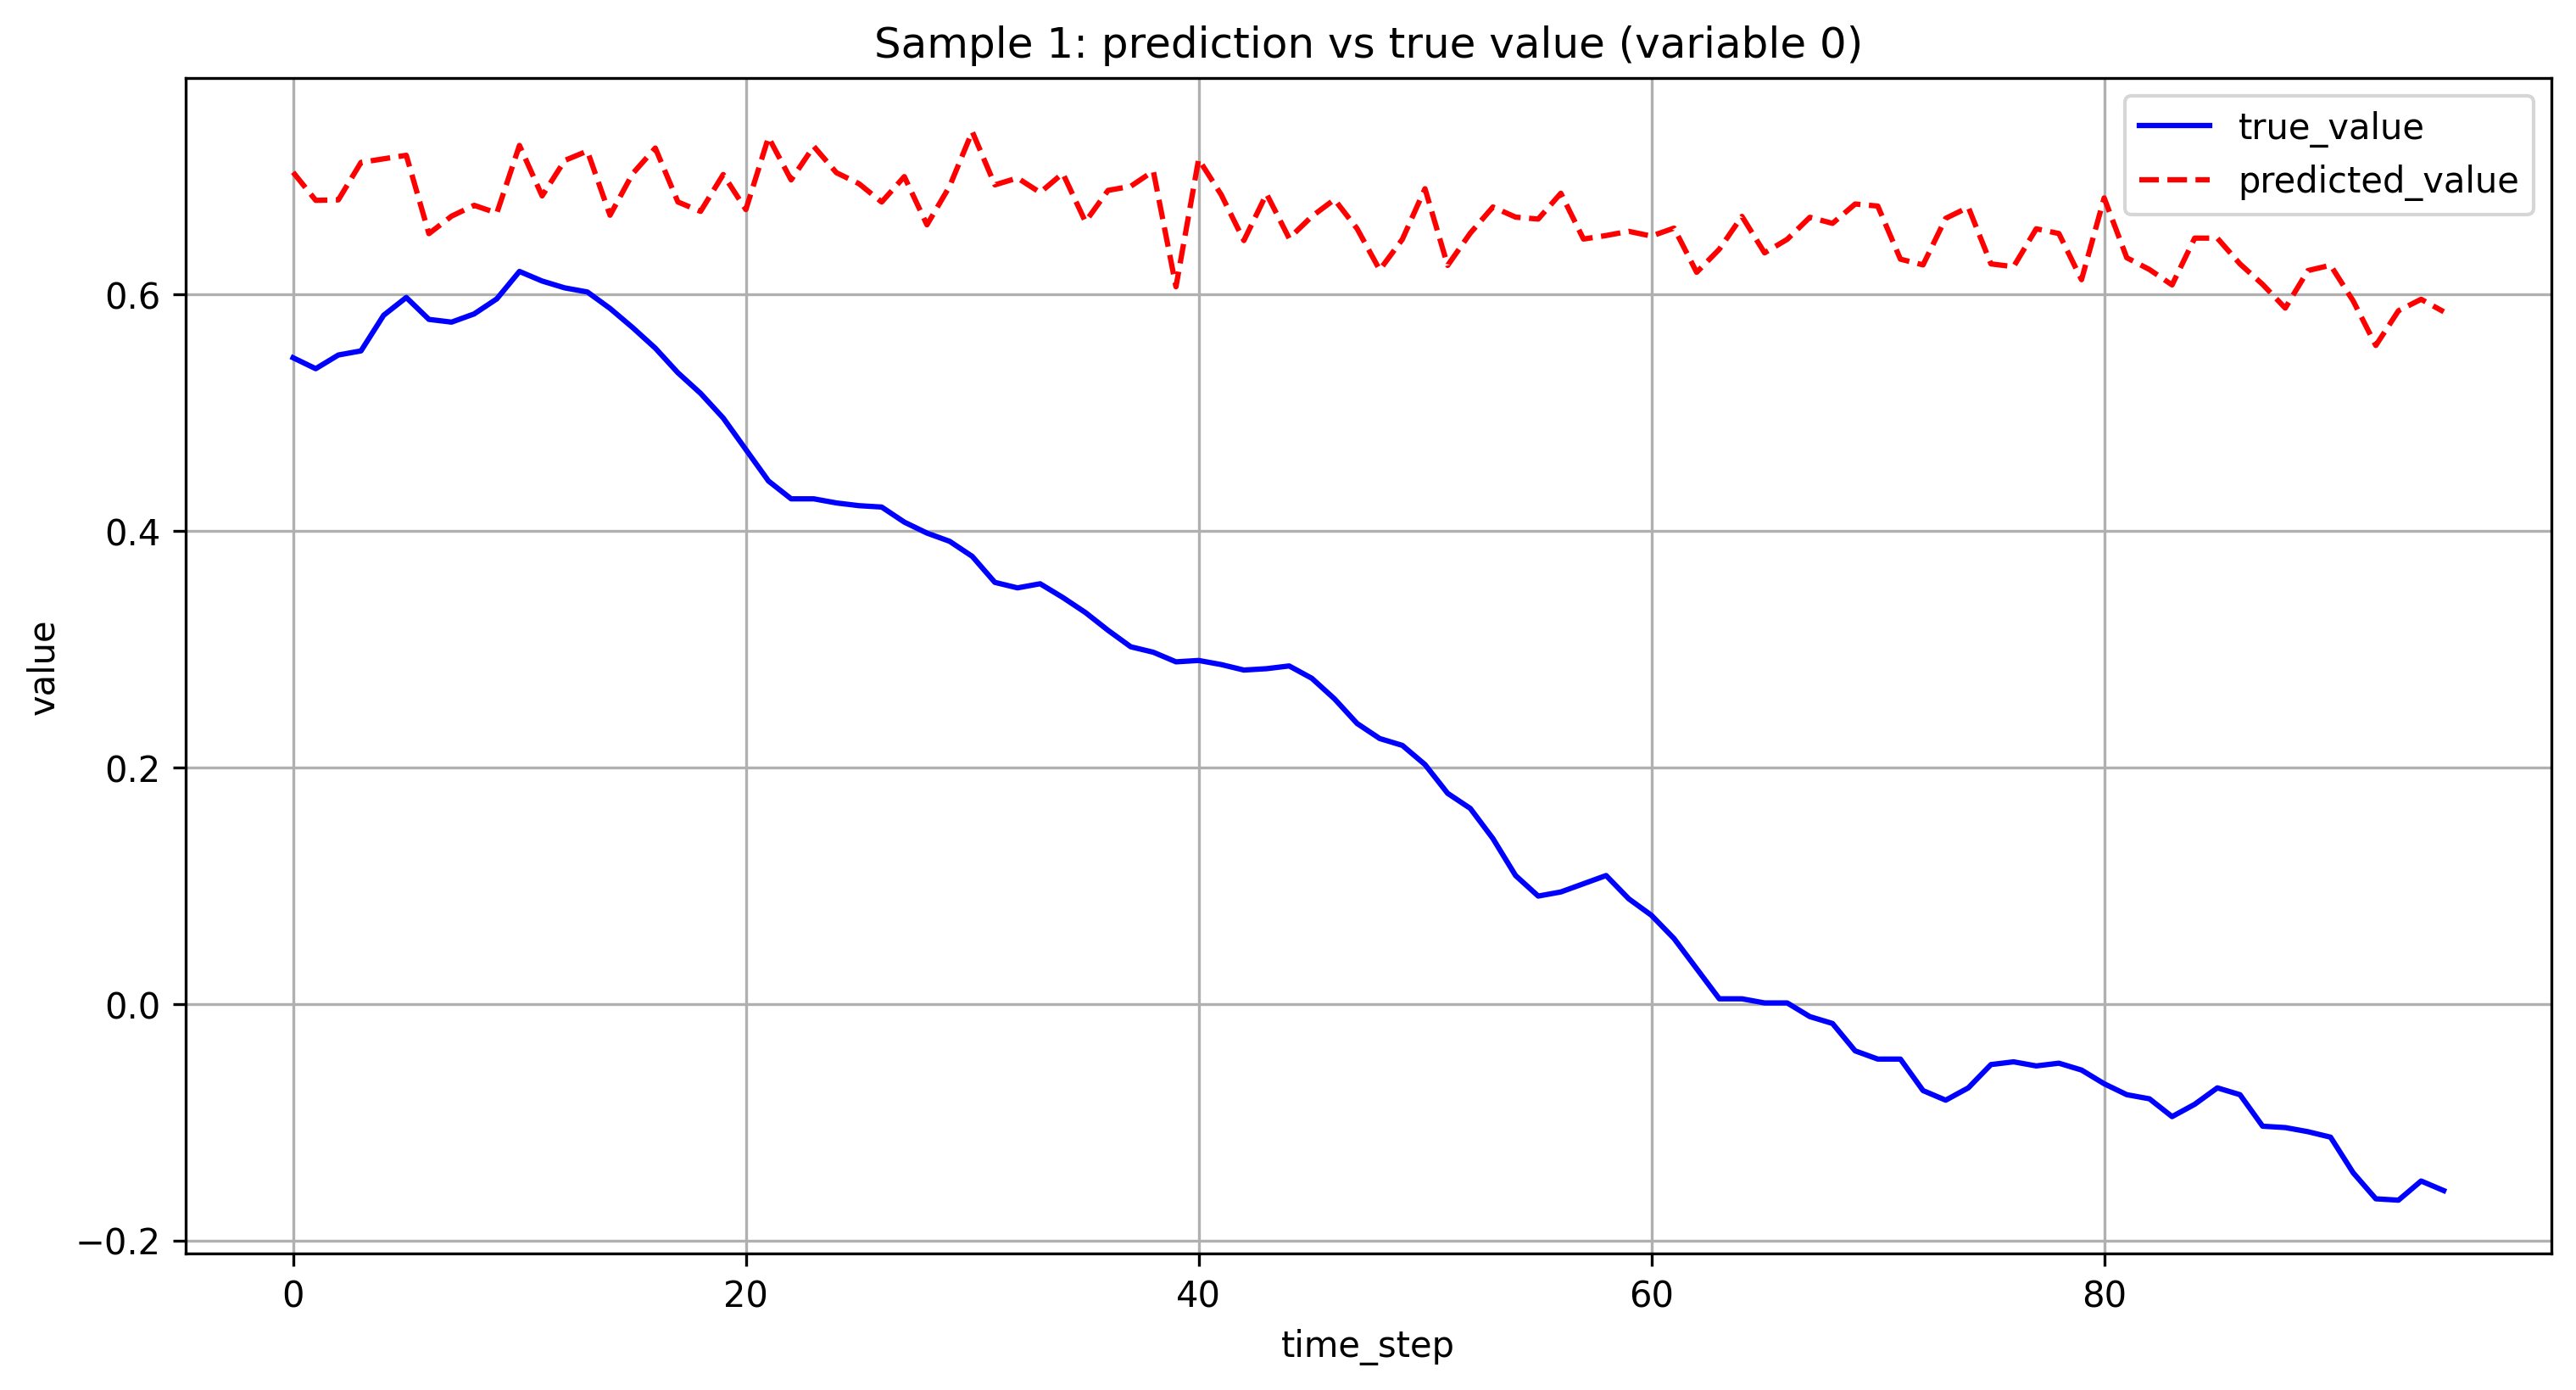 Sample 1: prediction vs true value (variable 0)
true_value
predicted_value
value
0.6
0.4
0.2
0.0
−0.2
0 20 40 60 80
time_step